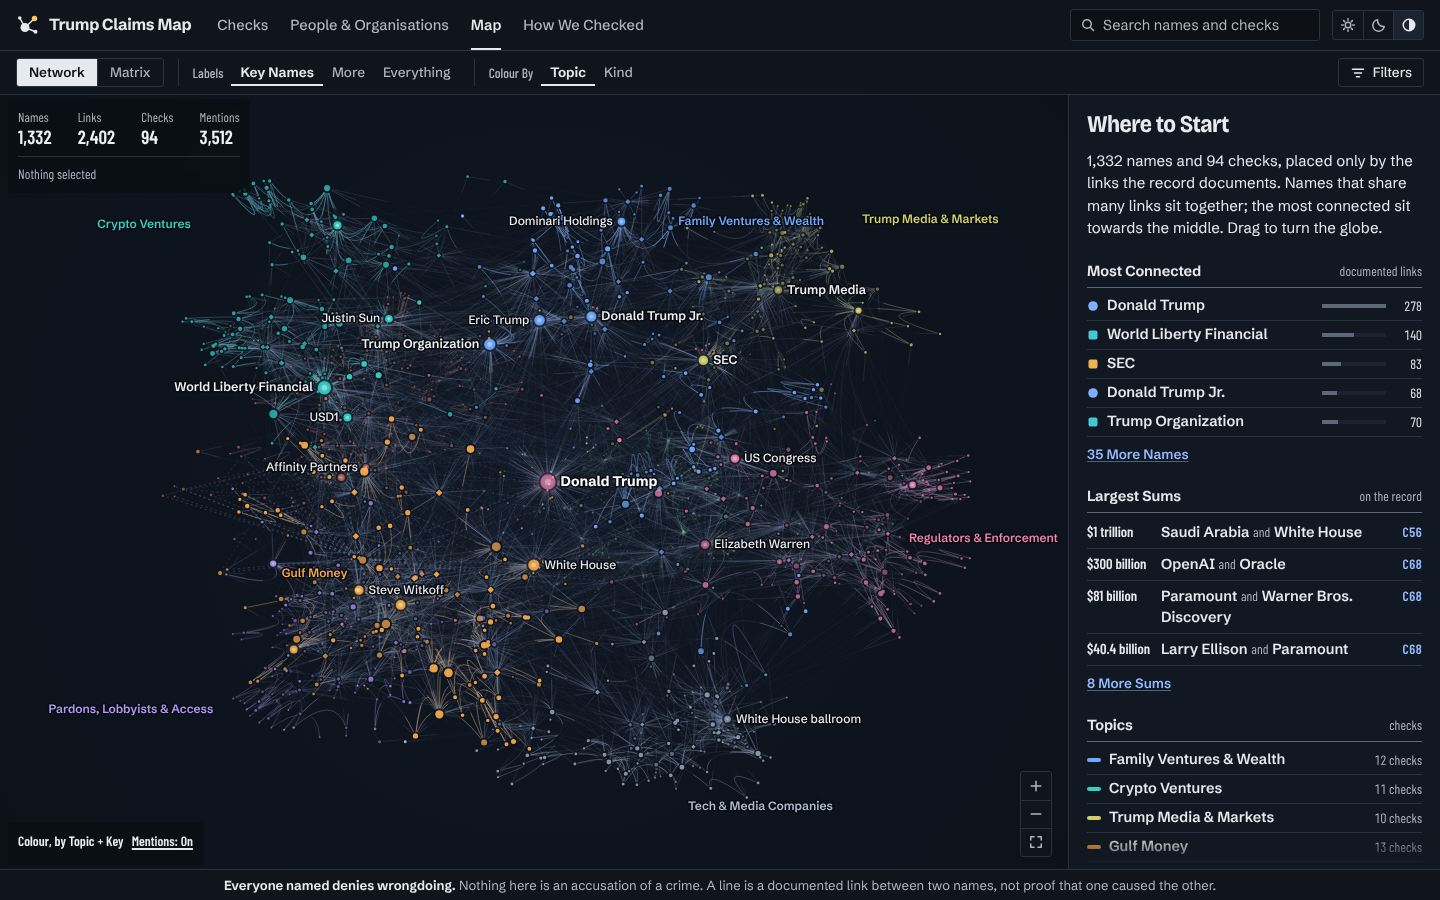 Trump Claims Map
Checks
People & Organisations
Map
How We Checked
Search names and checks
Network
Matrix
Labels
Key Names
More
Everything
Colour By
Topic
Kind
Filters
Names
Links
Checks
Mentions
1,332
2,402
94
3,512
Nothing selected
Crypto Ventures
Dominari Holdings
Family Ventures & Wealth
Trump Media & Markets
Trump Media
Justin Sun
Eric Trump
Donald Trump Jr.
Trump Organization
SEC
World Liberty Financial
USD1
Affinity Partners
US Congress
Donald Trump
Regulators & Enforcement
Elizabeth Warren
White House
Gulf Money
Steve Witkoff
Pardons, Lobbyists & Access
White House ballroom
Tech & Media Companies
Colour, by Topic + Key
Mentions: On
Where to Start
1,332 names and 94 checks, placed only by the
links the record documents. Names that share
many links sit together; the most connected sit
towards the middle. Drag to turn the globe.
Most Connected
documented links
Donald Trump
278
World Liberty Financial
140
SEC
83
Donald Trump Jr.
68
Trump Organization
70
35 More Names
Largest Sums
on the record
$1 trillion
Saudi Arabia and White House
C56
$300 billion
OpenAI and Oracle
C68
$81 billion
Paramount and Warner Bros.
Discovery
C68
$40.4 billion
Larry Ellison and Paramount
C68
8 More Sums
Topics
checks
Family Ventures & Wealth
12 checks
Crypto Ventures
11 checks
Trump Media & Markets
10 checks
Gulf Money
13 checks
Everyone named denies wrongdoing. Nothing here is an accusation of a crime. A line is a documented link between two names, not proof that one caused the other.